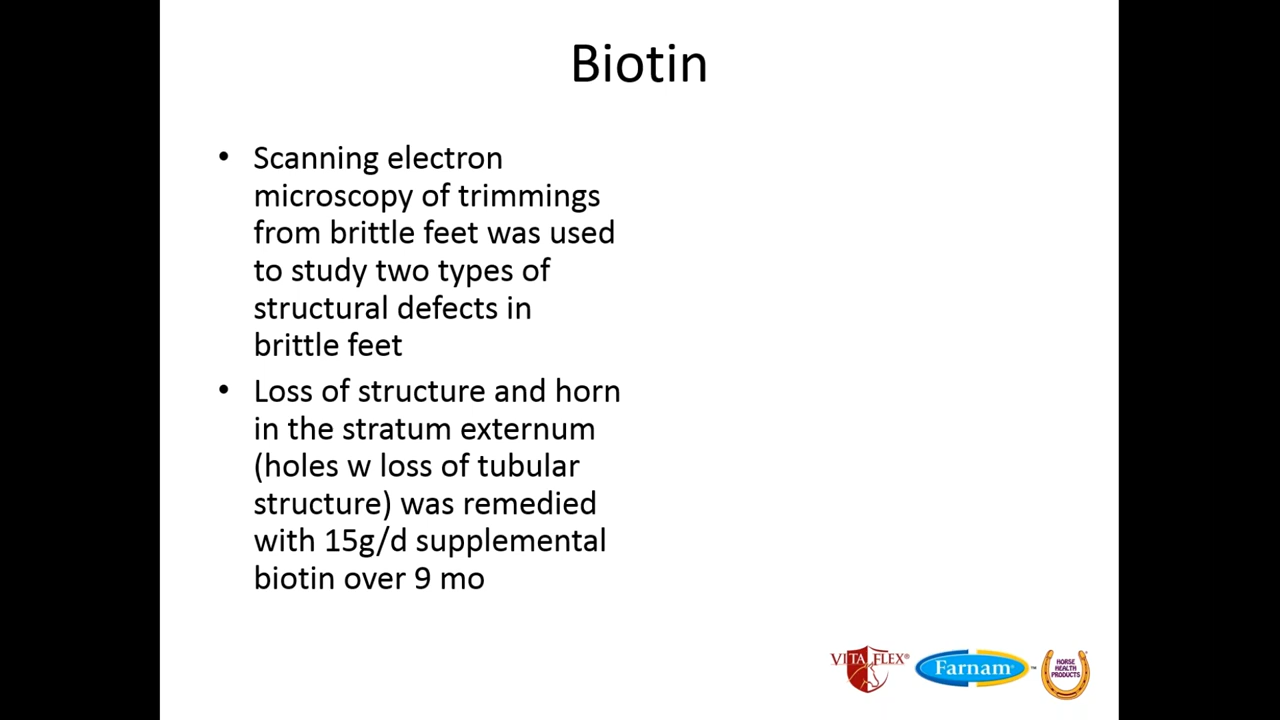 Biotin
• Scanning electron
microscopy of trimmings
from brittle feet was used
to study two types of
structural defects in
brittle feet
• Loss of structure and horn
in the stratum externum
(holes w loss of tubular
structure) was remedied
with 15g/d supplemental
biotin over 9 mo
VITA FLEX®
Farnam™
HORSE
HEALTH
PRODUCTS